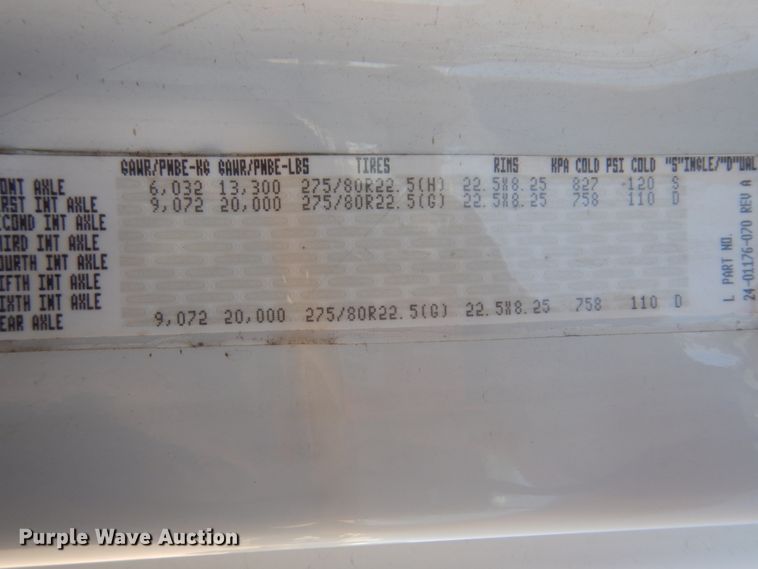 GAWR/PNBE-KG GAWR/PNBE-LBS TIRES RIMS KPA COLD PSI COLD "S"INGLE/"D"UAL
ONT AXLE 6,032 13,300 275/80R22.5(H) 22.5X8.25 827 120 S
RST INT AXLE 9,072 20,000 275/80R22.5(G) 22.5X8.25 758 110 D
ECOND INT AXLE
HIRD INT AXLE
OURTH INT AXLE
IFTH INT AXLE
IXTH INT AXLE
EAR AXLE 9,072 20,000 275/80R22.5(G) 22.5X8.25 758 110 D
L PART NO.
24-01176-070 REV A
Purple Wave Auction